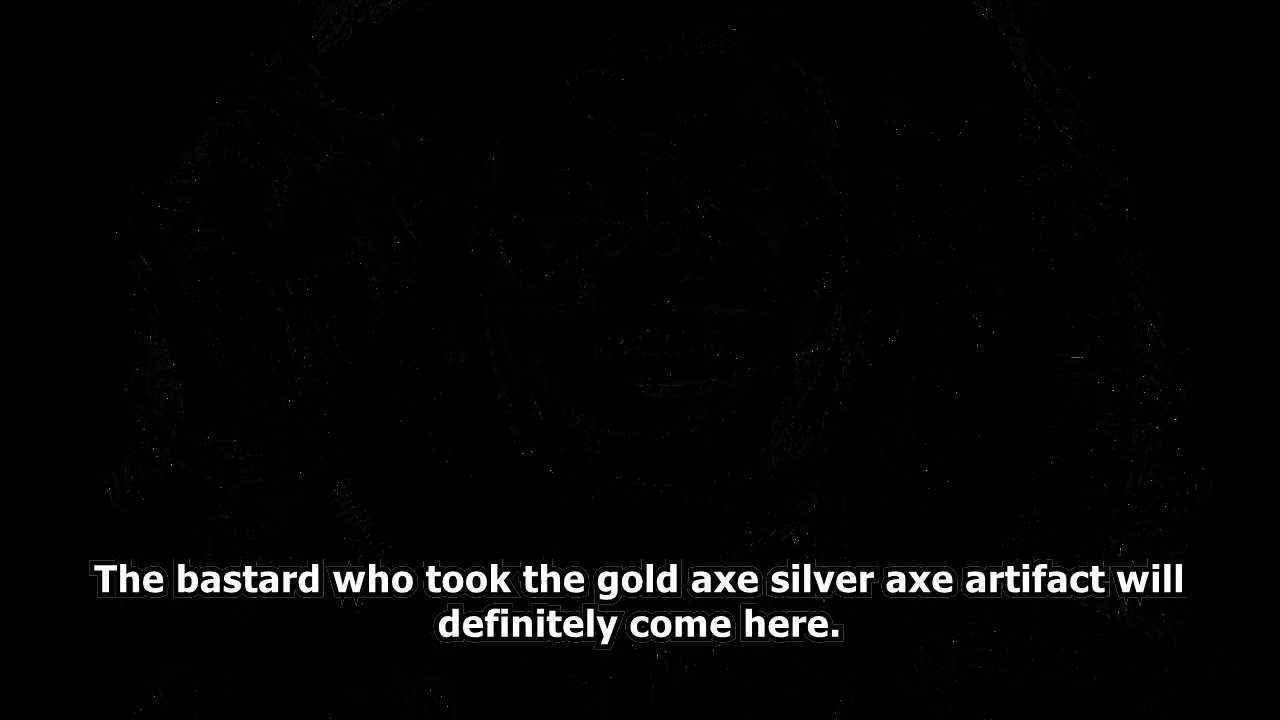 The bastard who took the gold axe silver axe artifact will
definitely come here.